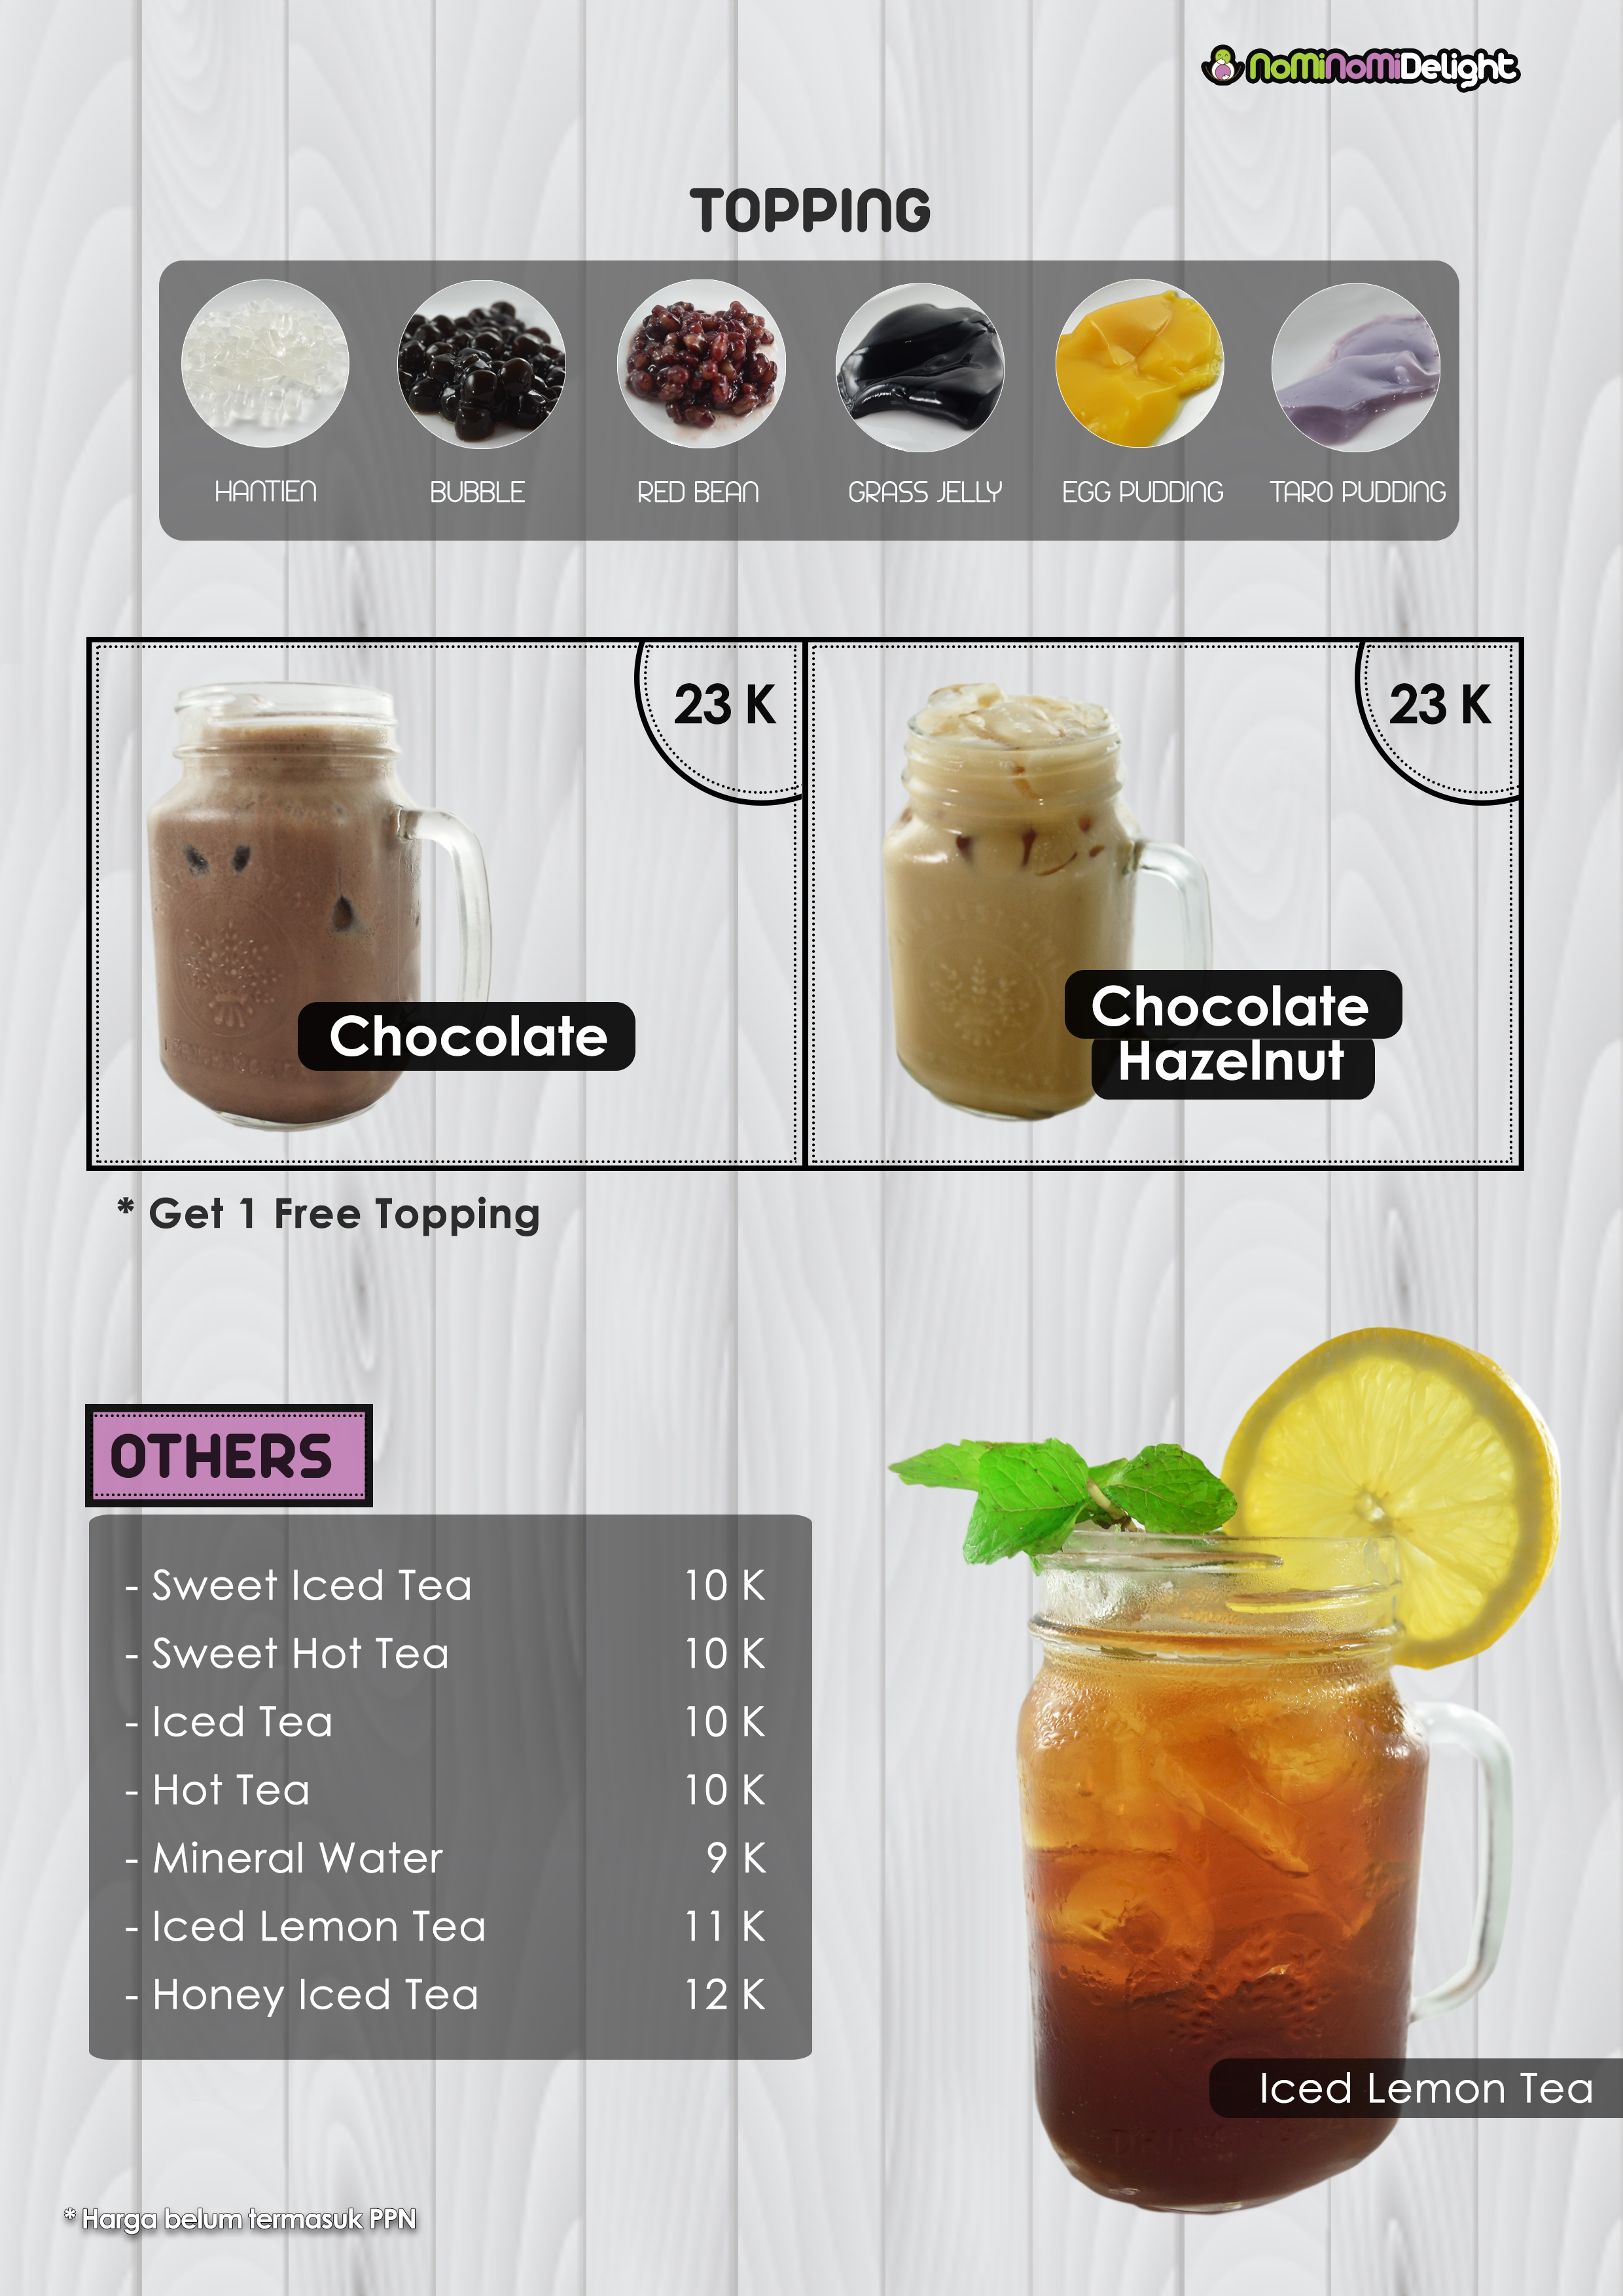 NomiNomiDelight
TOPPING
HANTIEN
BUBBLE
RED BEAN
GRASS JELLY
EGG PUDDING
TARO PUDDING
23 K
Chocolate
23 K
Chocolate
Hazelnut
* Get 1 Free Topping
OTHERS
- Sweet Iced Tea 10 K
- Sweet Hot Tea 10 K
- Iced Tea 10 K
- Hot Tea 10 K
- Mineral Water 9 K
- Iced Lemon Tea 11 K
- Honey Iced Tea 12 K
Iced Lemon Tea
* Harga belum termasuk PPN